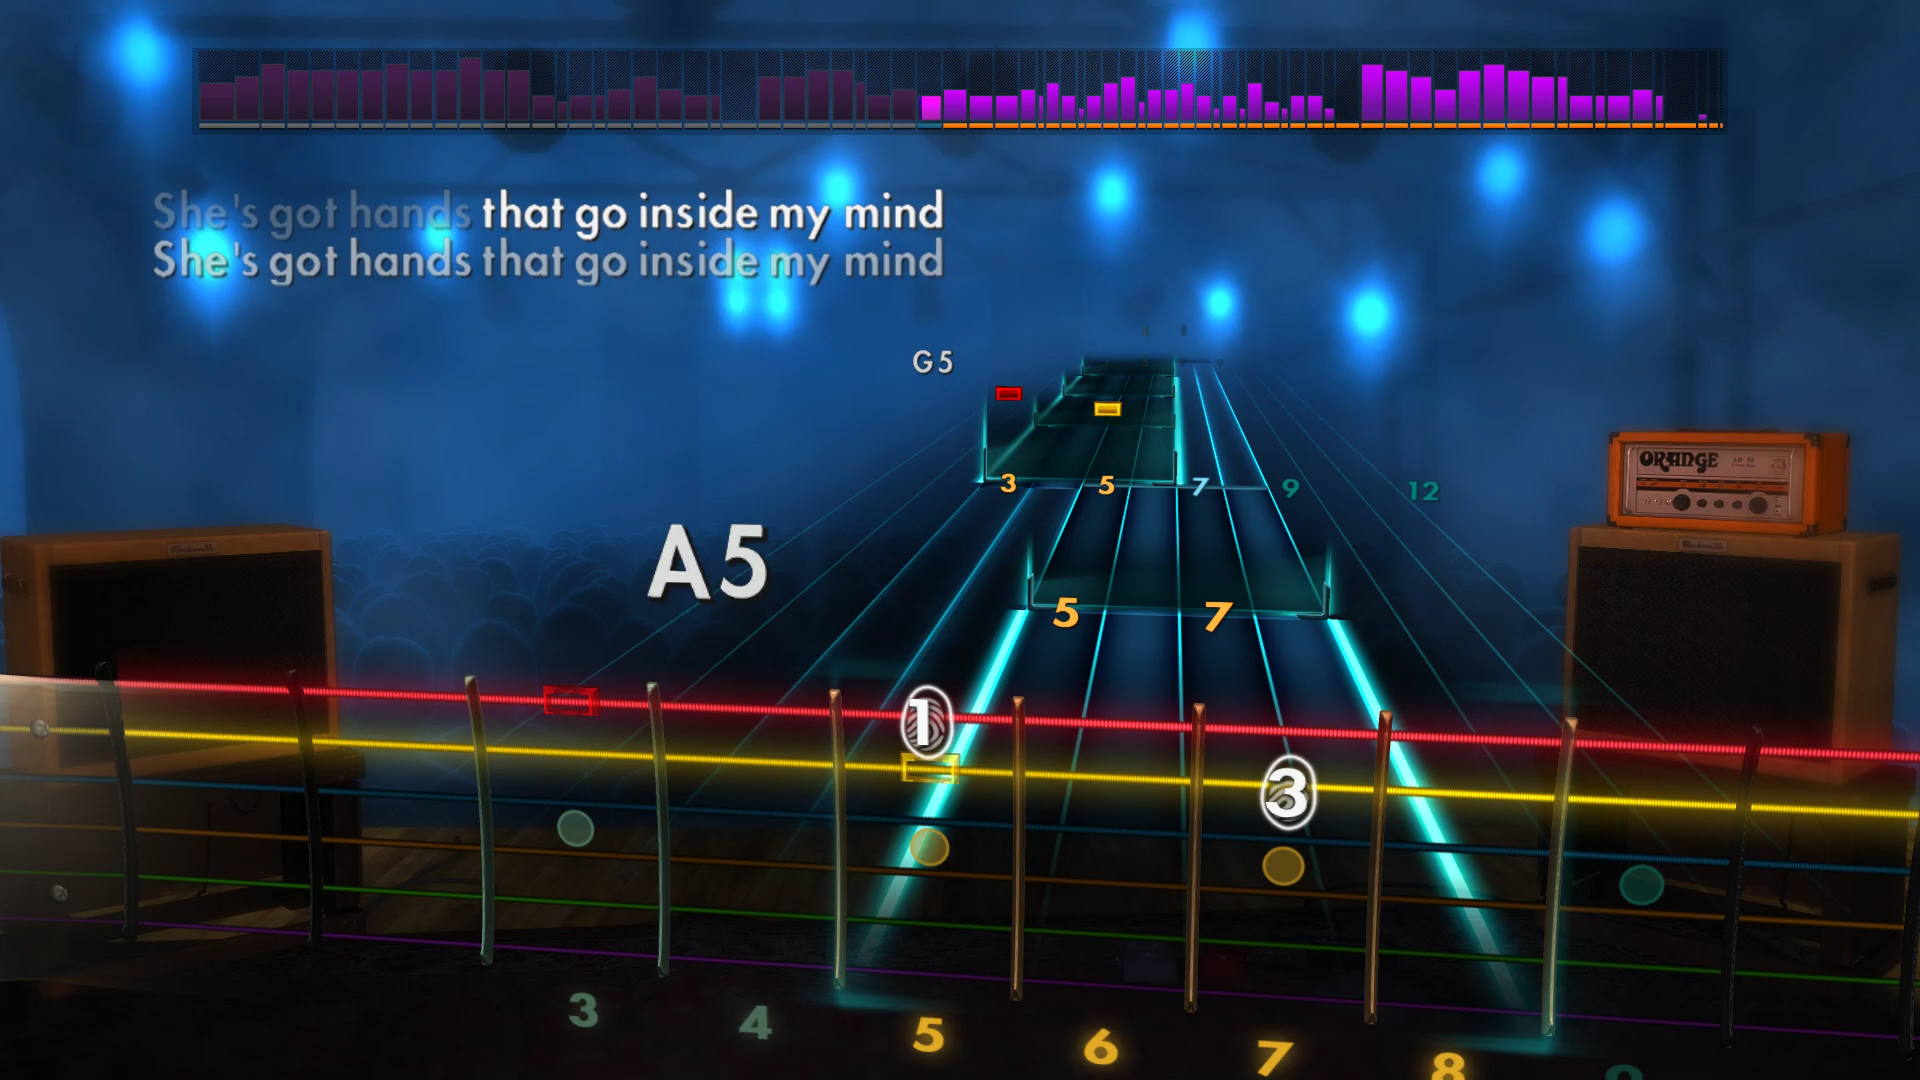 She's got hands that go inside my mind
She's got hands that go inside my mind
G5
3 5 7 9 12
ORANGE
A5
5 7
1
3
3 4 5 6 7 8 9